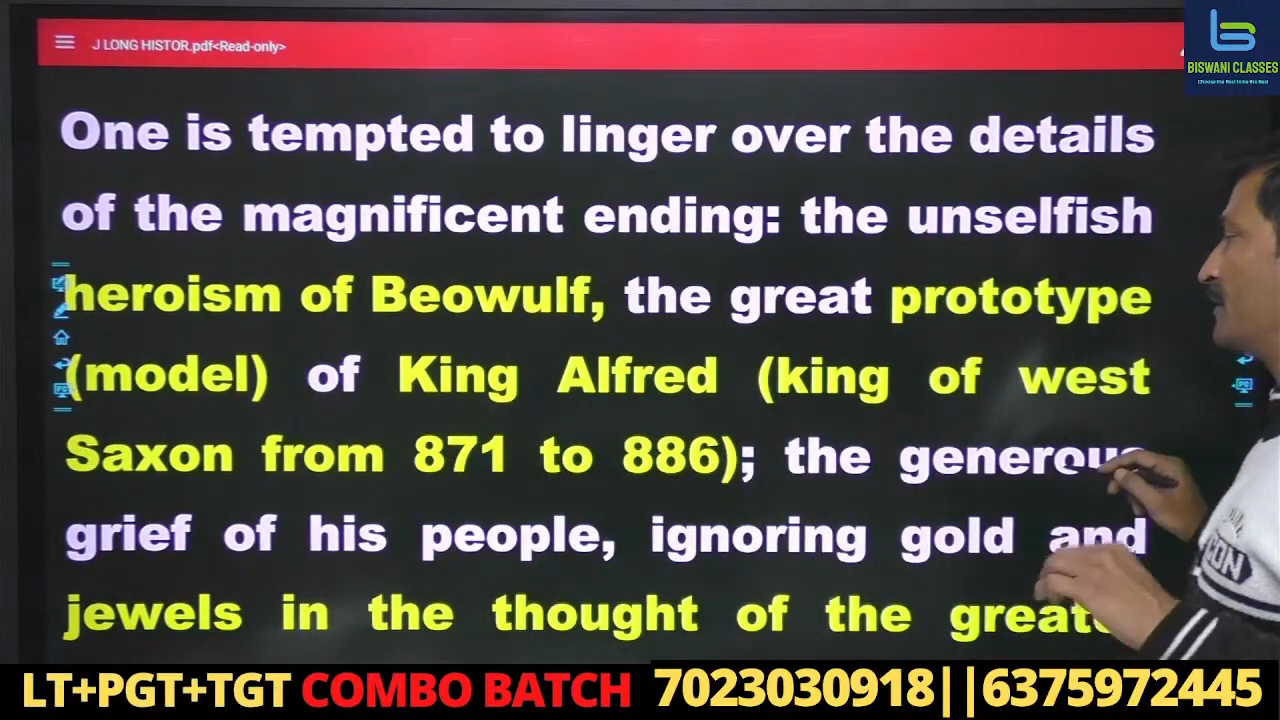 J LONG HISTOR.pdf<Read-only>
BISWANI CLASSES
One is tempted to linger over the details
of the magnificent ending: the unselfish
heroism of Beowulf, the great prototype
(model) of King Alfred (king of west
Saxon from 871 to 886); the generous
grief of his people, ignoring gold and
jewels in the thought of the greater
LT+PGT+TGT COMBO BATCH 7023030918||6375972445